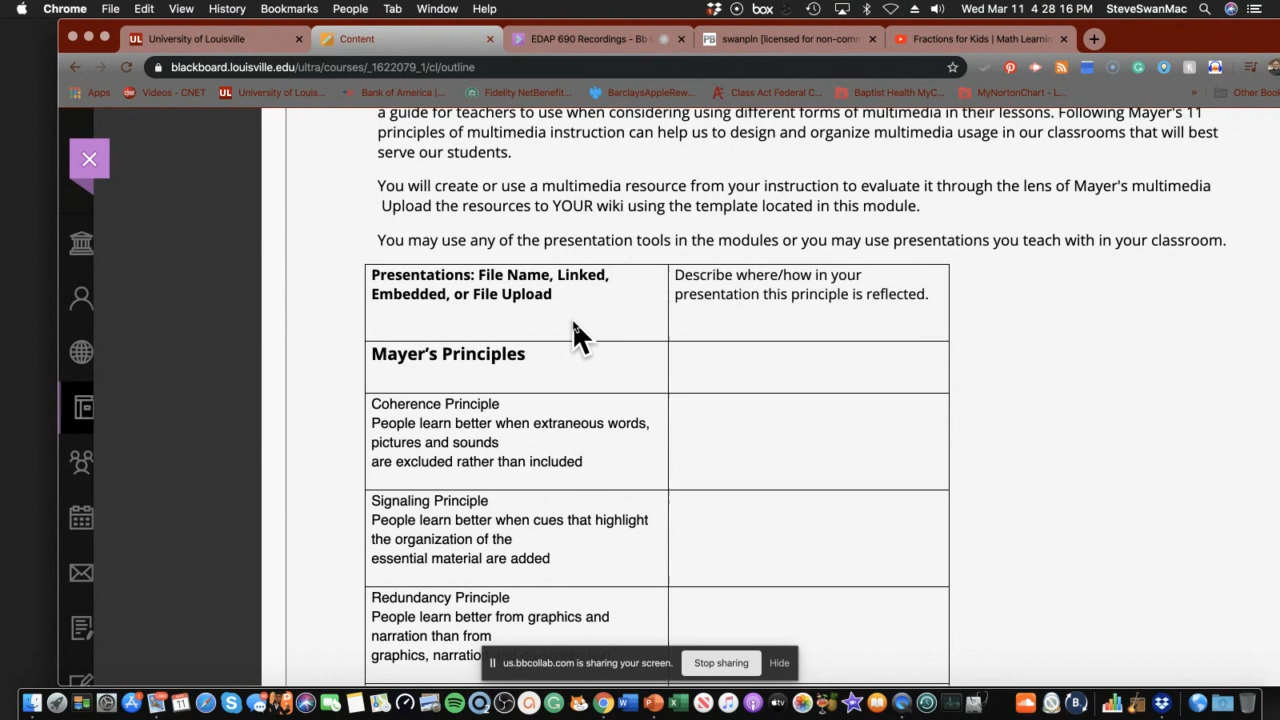 Chrome File Edit View History Bookmarks People Tab Window Help
box
Wed Mar 11 4:28:16 PM SteveSwanMac
University of Louisville
Content
EDAP 690 Recordings - Bb
swanpln [licensed for non-com
Fractions for Kids | Math Learnin
blackboard.louisville.edu/ultra/courses/_1622079_1/cl/outline
Apps
Videos - CNET
University of Louis...
Bank of America |...
Fidelity NetBenefit...
BarclaysAppleRew...
Class Act Federal C...
Baptist Health MyC...
MyNortonChart - L...
»
Other Book
a guide for teachers to use when considering using different forms of multimedia in their lessons. Following Mayer's 11
principles of multimedia instruction can help us to design and organize multimedia usage in our classrooms that will best
serve our students.
You will create or use a multimedia resource from your instruction to evaluate it through the lens of Mayer's multimedia
Upload the resources to YOUR wiki using the template located in this module.
You may use any of the presentation tools in the modules or you may use presentations you teach with in your classroom.
Presentations: File Name, Linked,
Embedded, or File Upload
Describe where/how in your
presentation this principle is reflected.
Mayer's Principles
Coherence Principle
People learn better when extraneous words,
pictures and sounds
are excluded rather than included
Signaling Principle
People learn better when cues that highlight
the organization of the
essential material are added
Redundancy Principle
People learn better from graphics and
narration than from
graphics, narratio
us.bbcollab.com is sharing your screen.
Stop sharing
Hide